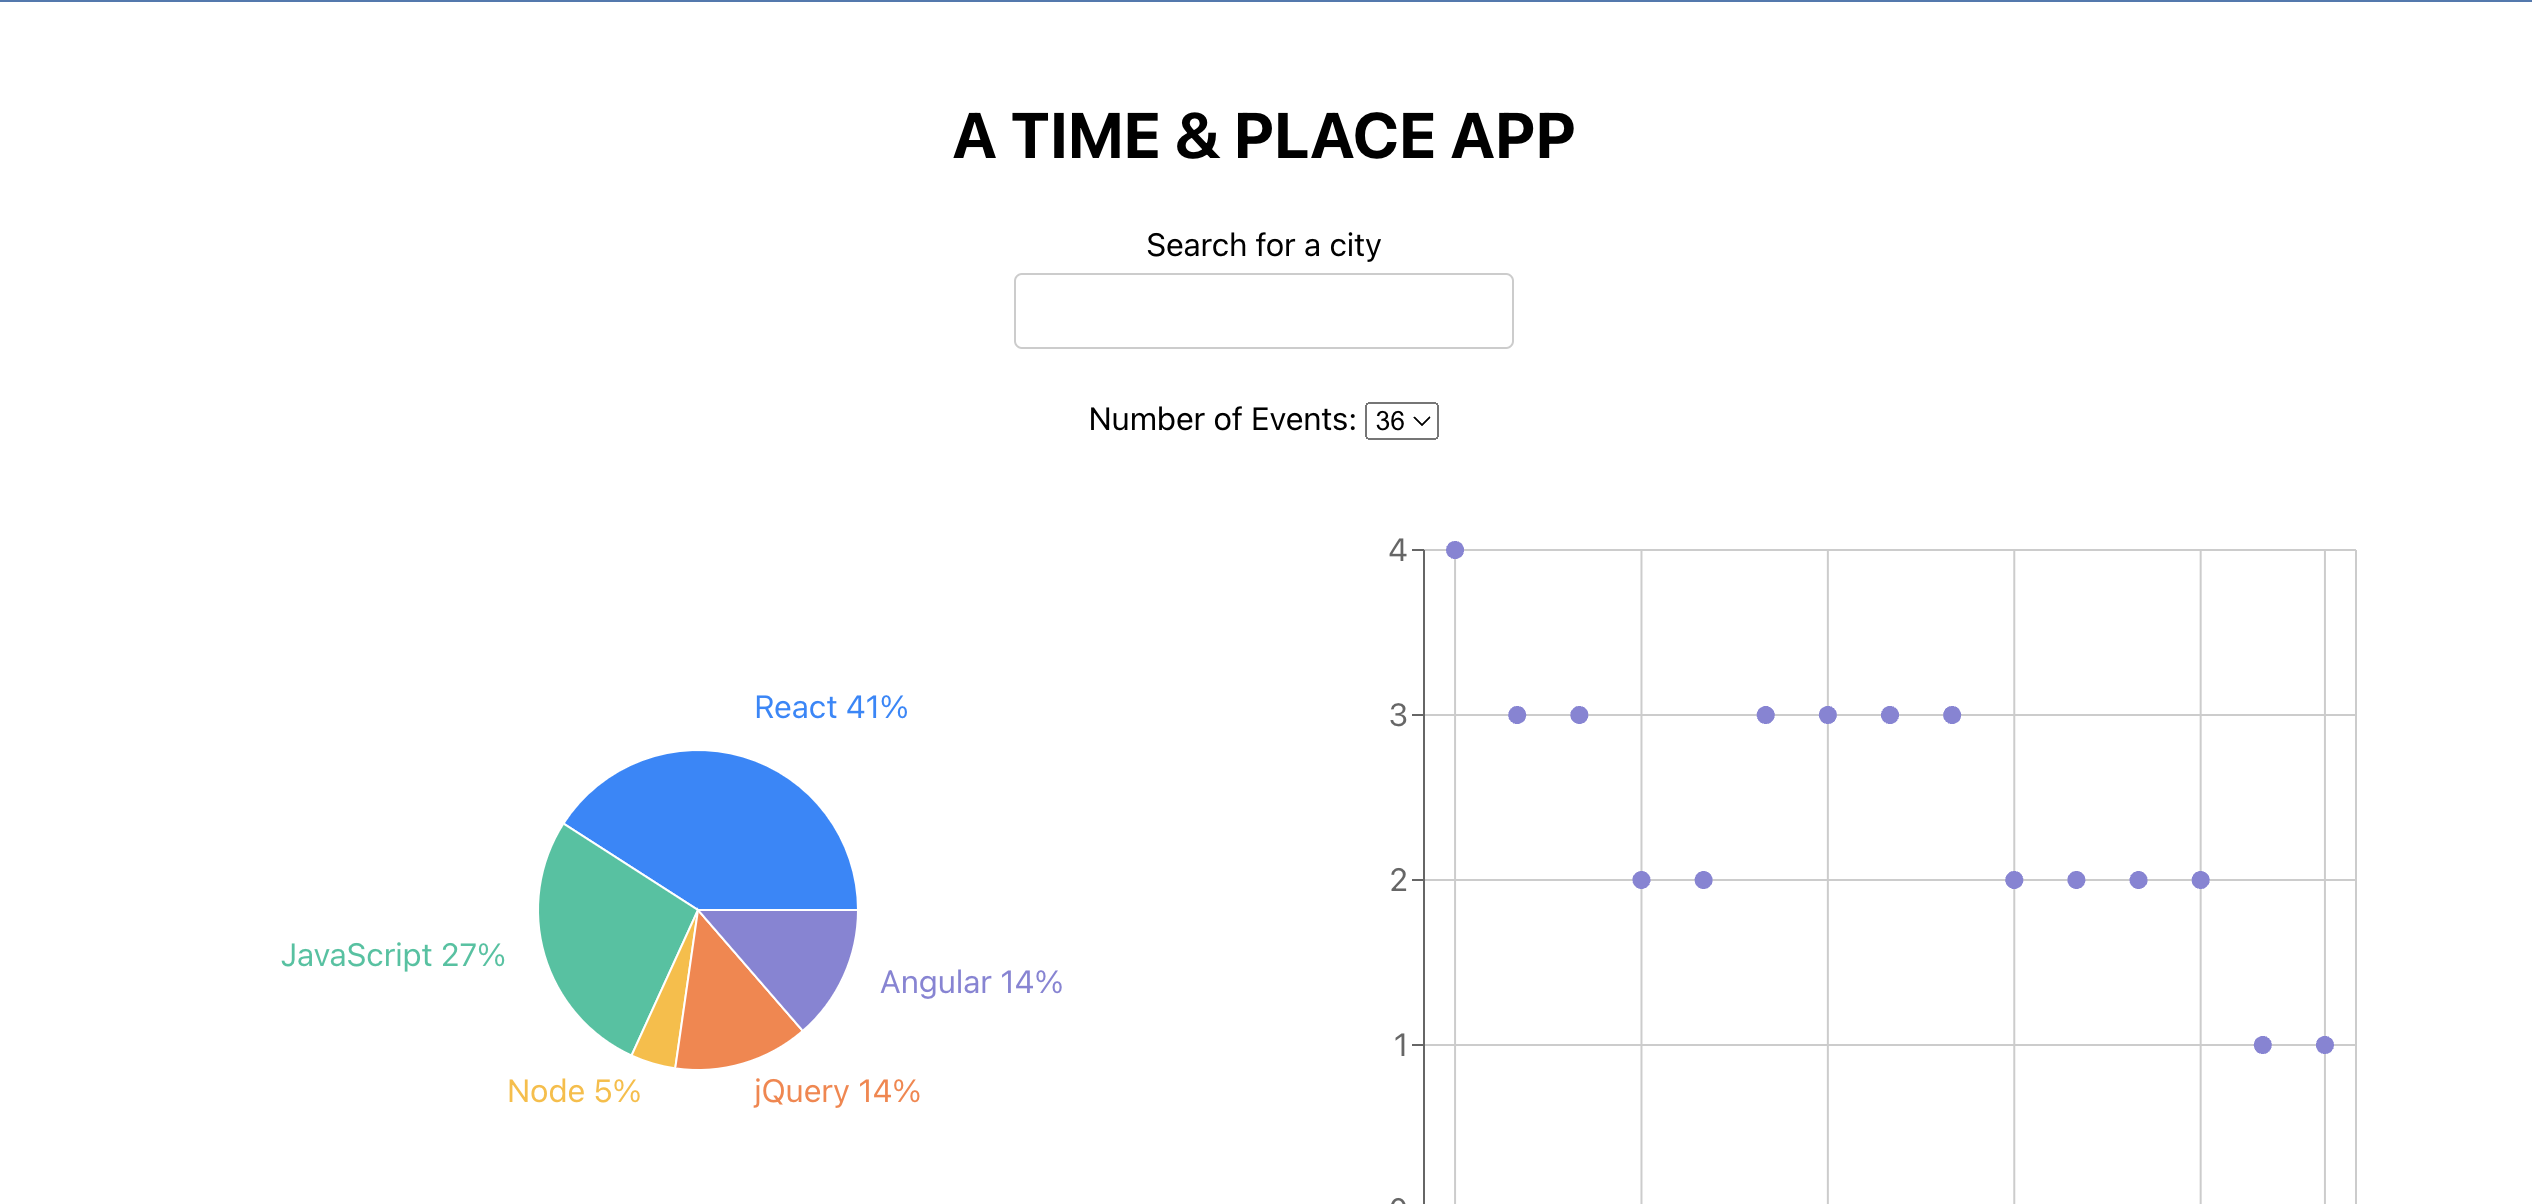 A TIME & PLACE APP
Search for a city
Number of Events: 36
React 41%
JavaScript 27%
Angular 14%
Node 5%
jQuery 14%
4
3
2
1